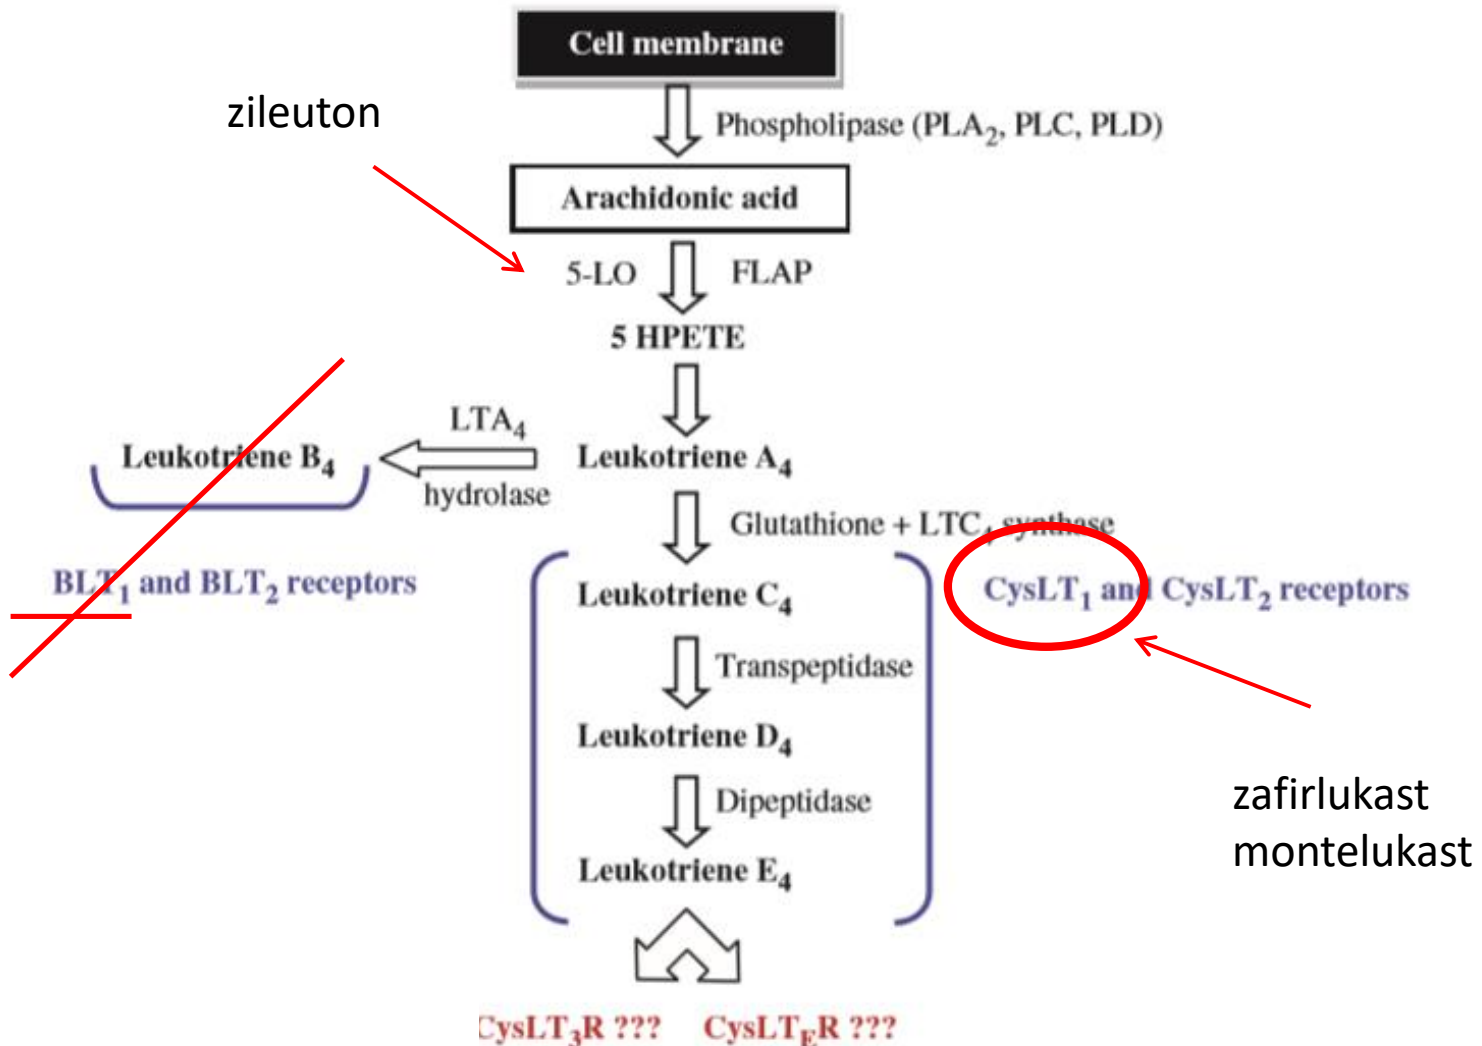 Cell membrane
zileuton
Phospholipase (PLA₂, PLC, PLD)
Arachidonic acid
5-LO FLAP
5 HPETE
LTA₄
Leukotriene B₄ Leukotriene A₄
hydrolase
Glutathione + LTC₄ synthase
BLT₁ and BLT₂ receptors Leukotriene C₄ CysLT₁ and CysLT₂ receptors
Transpeptidase
Leukotriene D₄
Dipeptidase
zafirlukast
montelukast
Leukotriene E₄
CysLT₃R ??? CysLT_ER ???